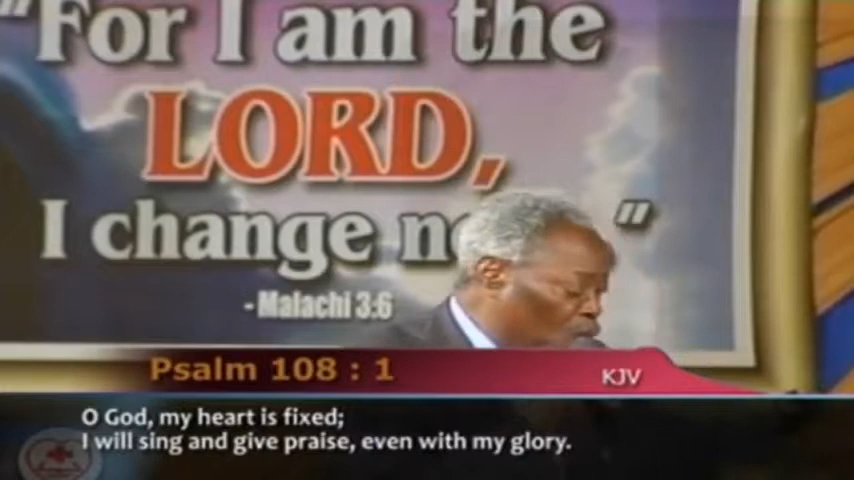 "For I am the
LORD,
I change no "
- Malachi 3:6
Psalm 108 : 1
KJV
O God, my heart is fixed;
I will sing and give praise, even with my glory.